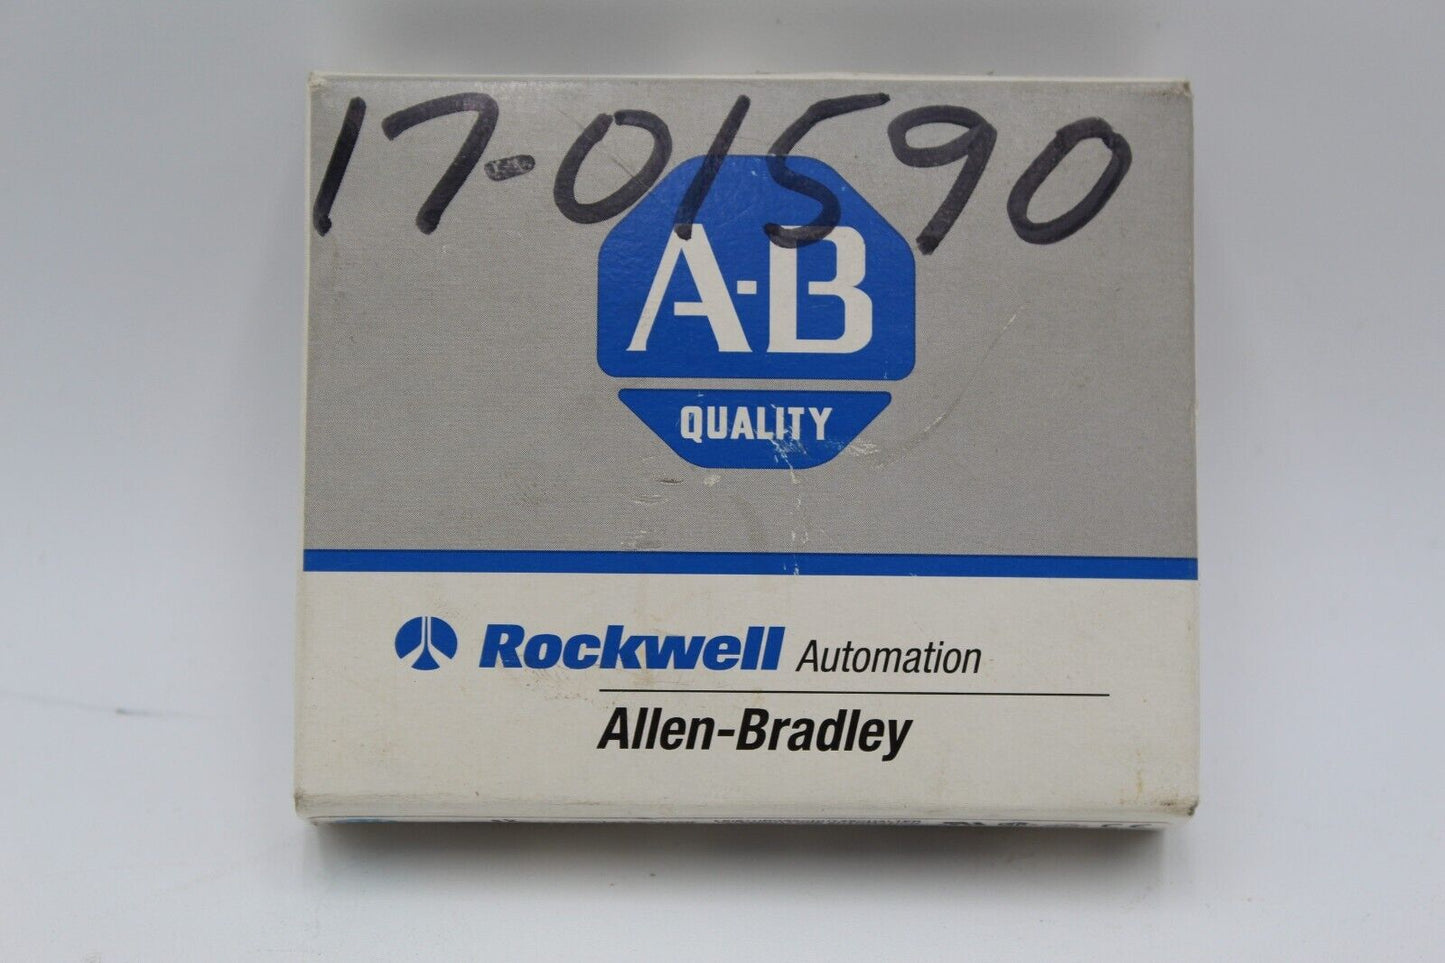 17-01590
A-B
QUALITY
Rockwell Automation
Allen-Bradley